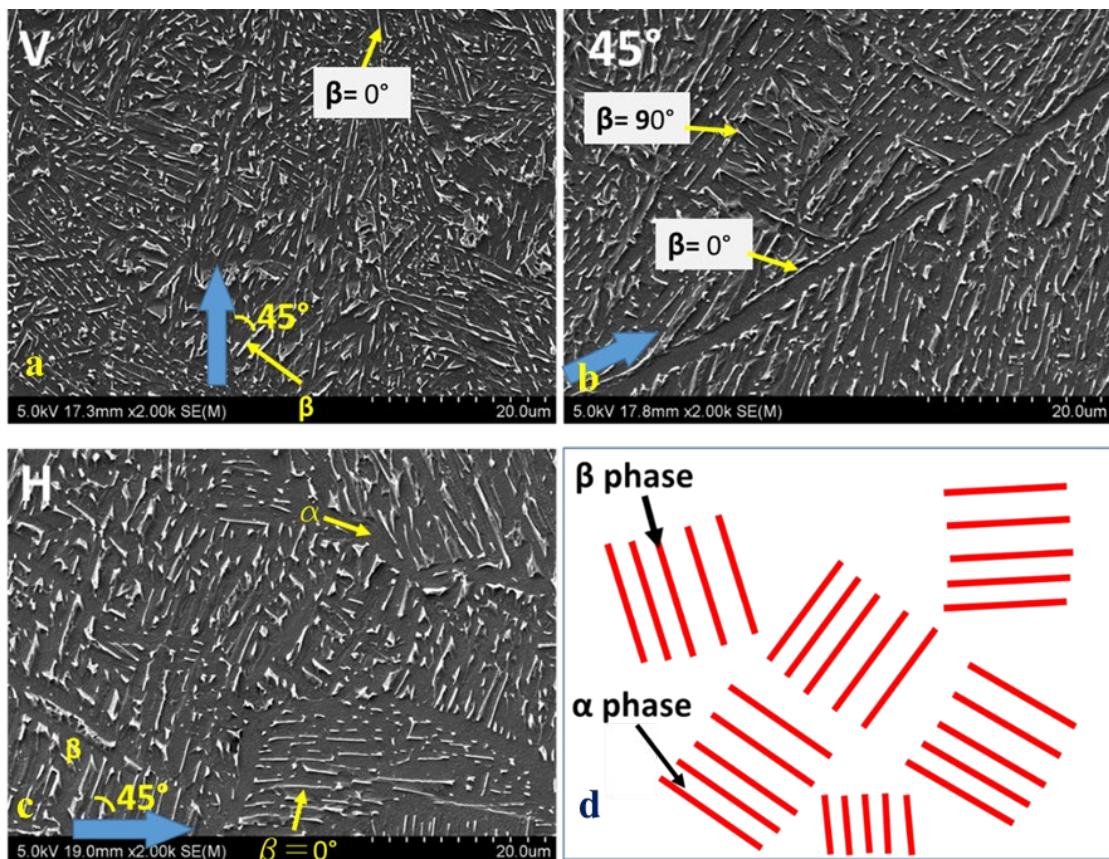 V
β= 0°
45°
β
a
5.0kV 17.3mm x2.00k SE(M)
20.0um
45°
β= 90°
β= 0°
b
5.0kV 17.8mm x2.00k SE(M)
20.0um
H
α
β
45°
c
β = 0°
5.0kV 19.0mm x2.00k SE(M)
20.0um
β phase
α phase
d